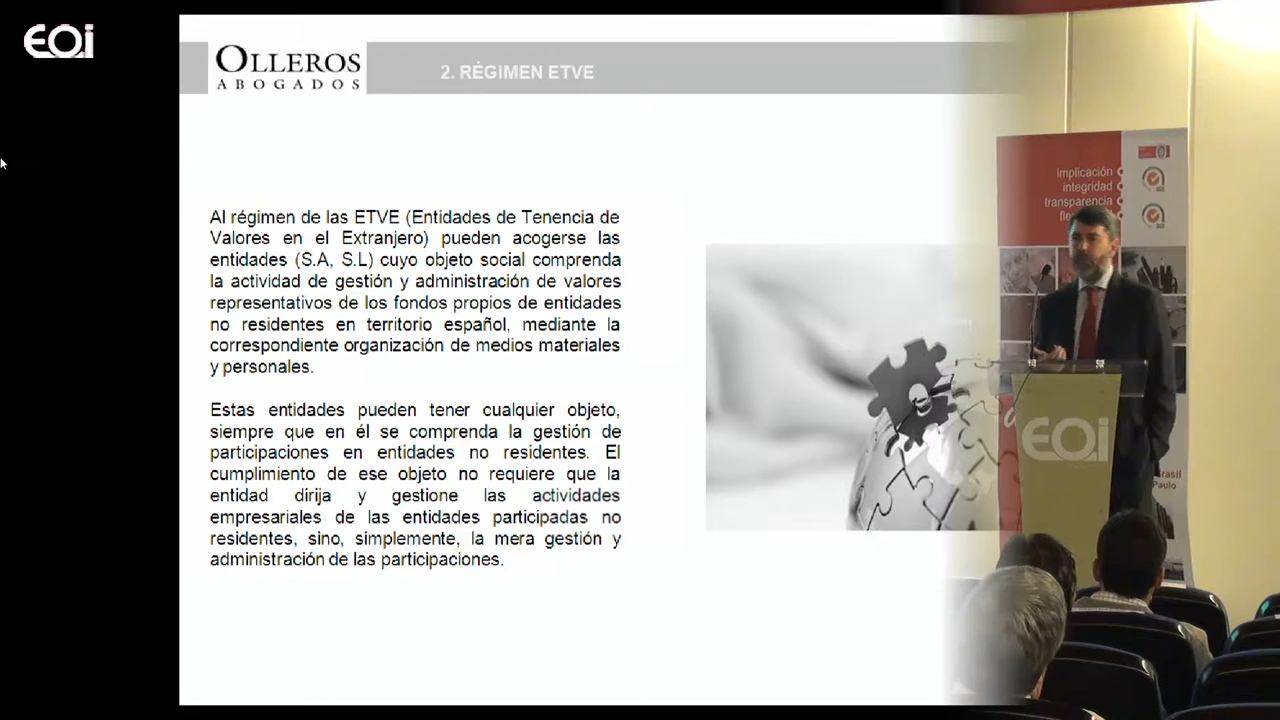 EOi
OLLEROS
ABOGADOS
2. RÉGIMEN ETVE
Al régimen de las ETVE (Entidades de Tenencia de
Valores en el Extranjero) pueden acogerse las
entidades (S.A, S.L) cuyo objeto social comprenda
la actividad de gestión y administración de valores
representativos de los fondos propios de entidades
no residentes en territorio español, mediante la
correspondiente organización de medios materiales
y personales.
Estas entidades pueden tener cualquier objeto,
siempre que en él se comprenda la gestión de
participaciones en entidades no residentes. El
cumplimiento de ese objeto no requiere que la
entidad dirija y gestione las actividades
empresariales de las entidades participadas no
residentes, sino, simplemente, la mera gestión y
administración de las participaciones.
implicación
integridad
transparencia
EOi
Paulo